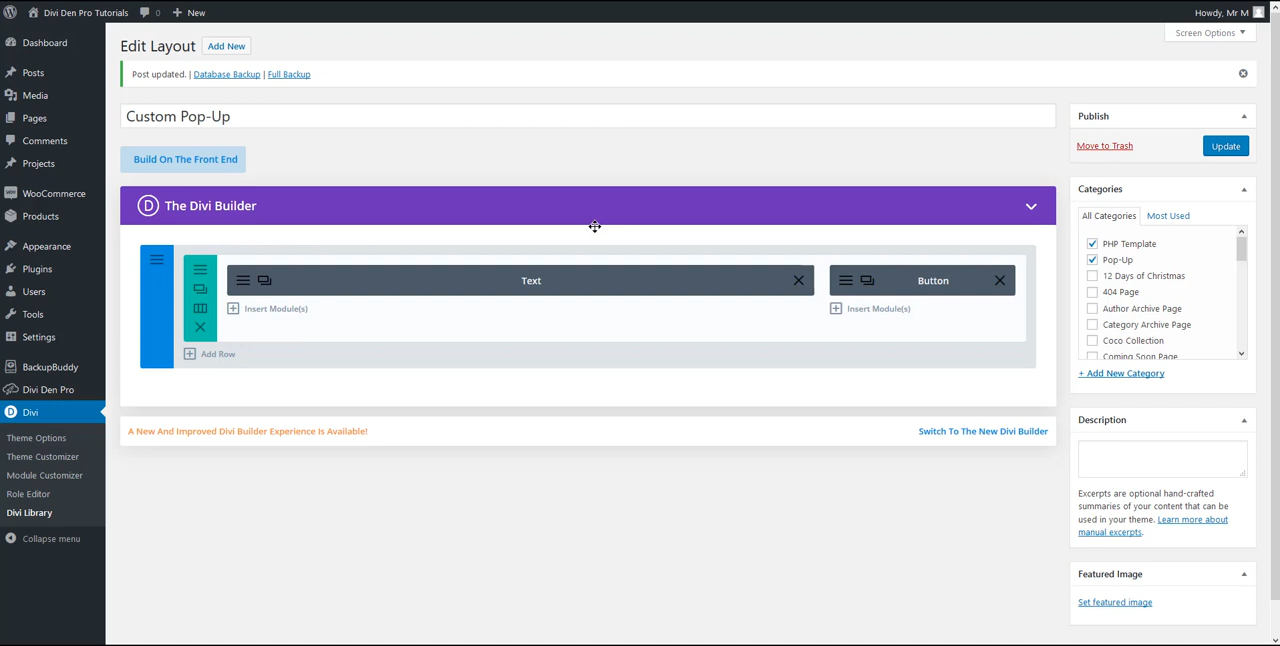 Divi Den Pro Tutorials
0
New
Howdy, Mr M
Screen Options
Dashboard
Posts
Media
Pages
Comments
Projects
WooCommerce
Products
Appearance
Plugins
Users
Tools
Settings
BackupBuddy
Divi Den Pro
Divi
Theme Options
Theme Customizer
Module Customizer
Role Editor
Divi Library
Collapse menu
Edit Layout
Add New
Post updated. | Database Backup | Full Backup
Custom Pop-Up
Build On The Front End
D The Divi Builder
Text
Button
Insert Module(s)
Insert Module(s)
Add Row
A New And Improved Divi Builder Experience Is Available!
Switch To The New Divi Builder
Publish
Move to Trash
Update
Categories
All Categories
Most Used
PHP Template
Pop-Up
12 Days of Christmas
404 Page
Author Archive Page
Category Archive Page
Coco Collection
Coming Soon Page
+ Add New Category
Description
Excerpts are optional hand-crafted
summaries of your content that can be
used in your theme. Learn more about
manual excerpts.
Featured Image
Set featured image